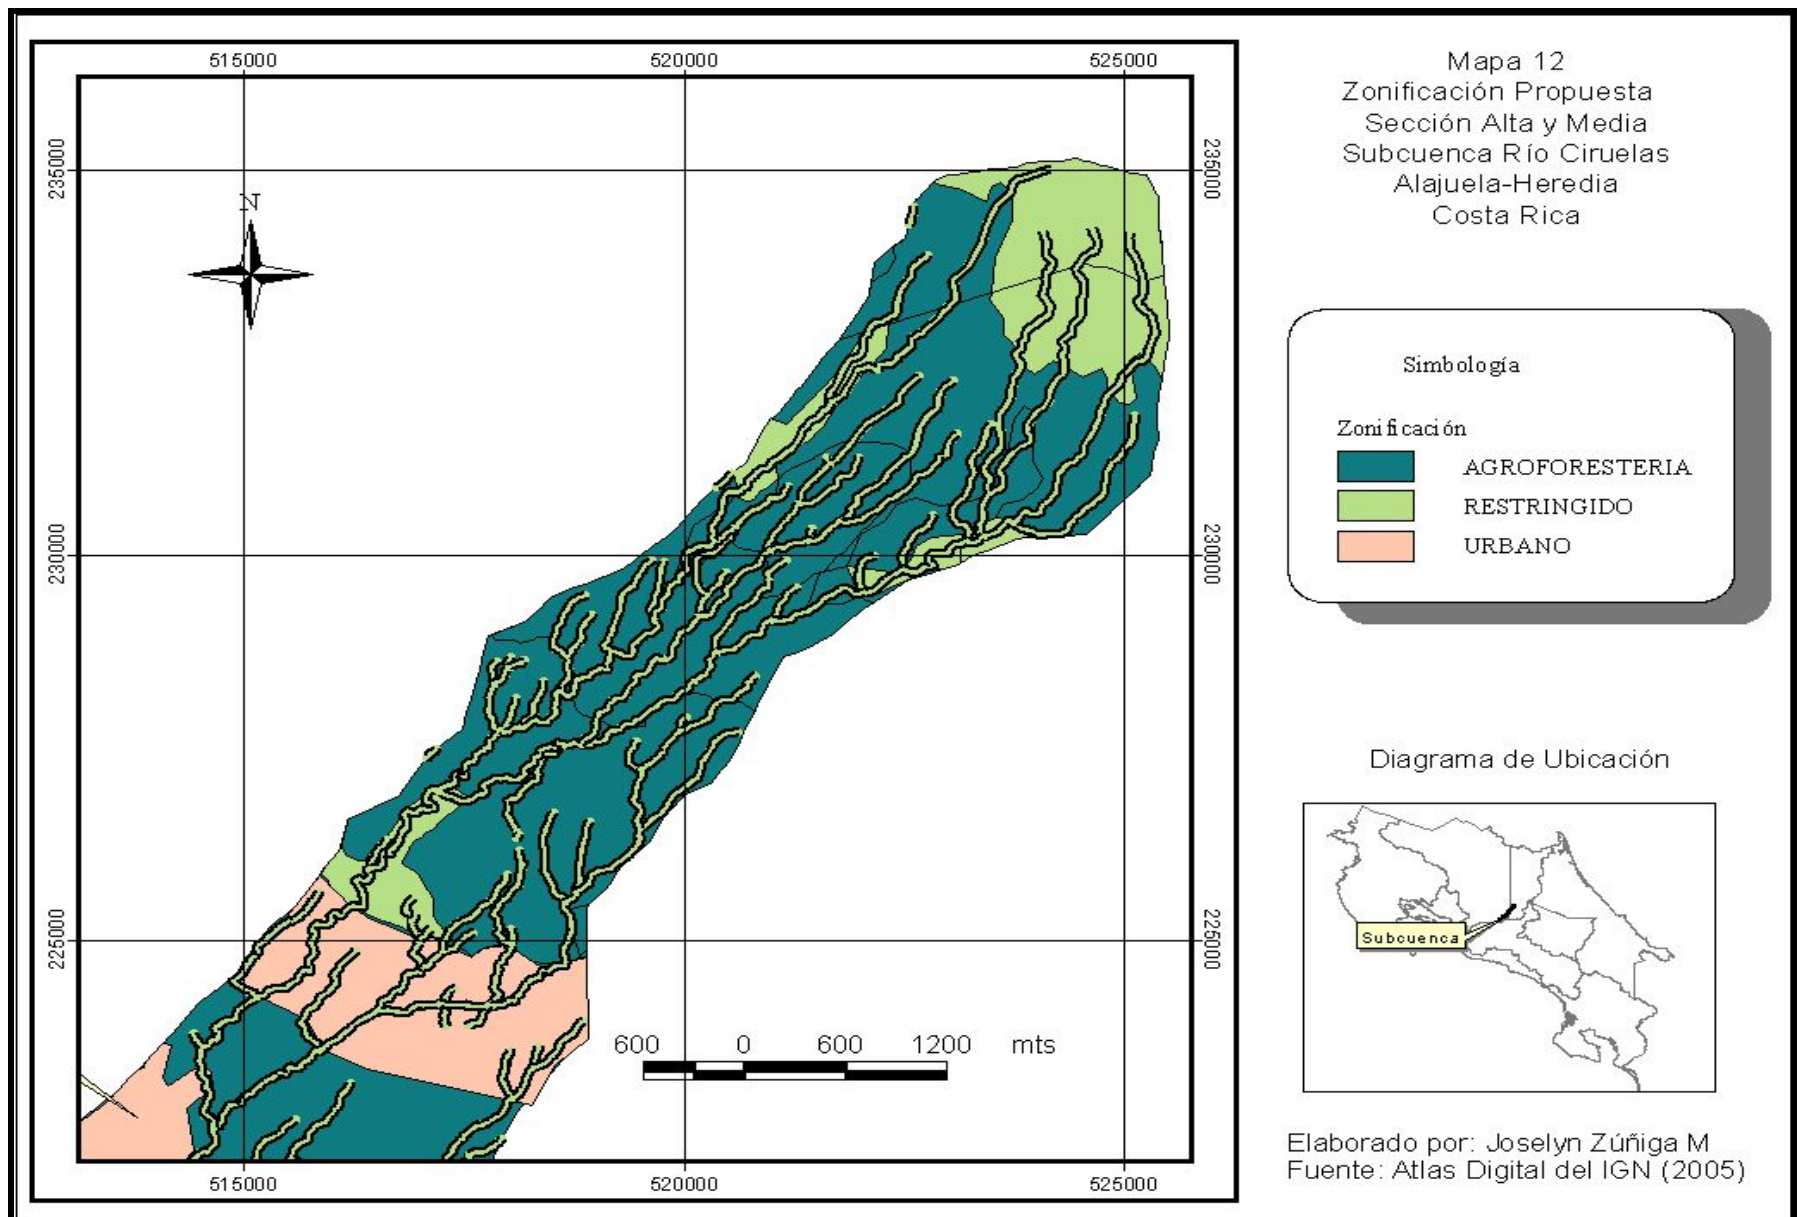 515000
520000
525000
235000
235000
N
230000
230000
225000
225000
600 0 600 1200 mts
515000
520000
525000
Mapa 12
Zonificación Propuesta
Sección Alta y Media
Subcuenca Río Ciruelas
Alajuela-Heredia
Costa Rica
Simbología
Zonificación
AGROFORESTERIA
RESTRINGIDO
URBANO
Diagrama de Ubicación
Subcuenca
Elaborado por: Joselyn Zúñiga M
Fuente: Atlas Digital del IGN (2005)